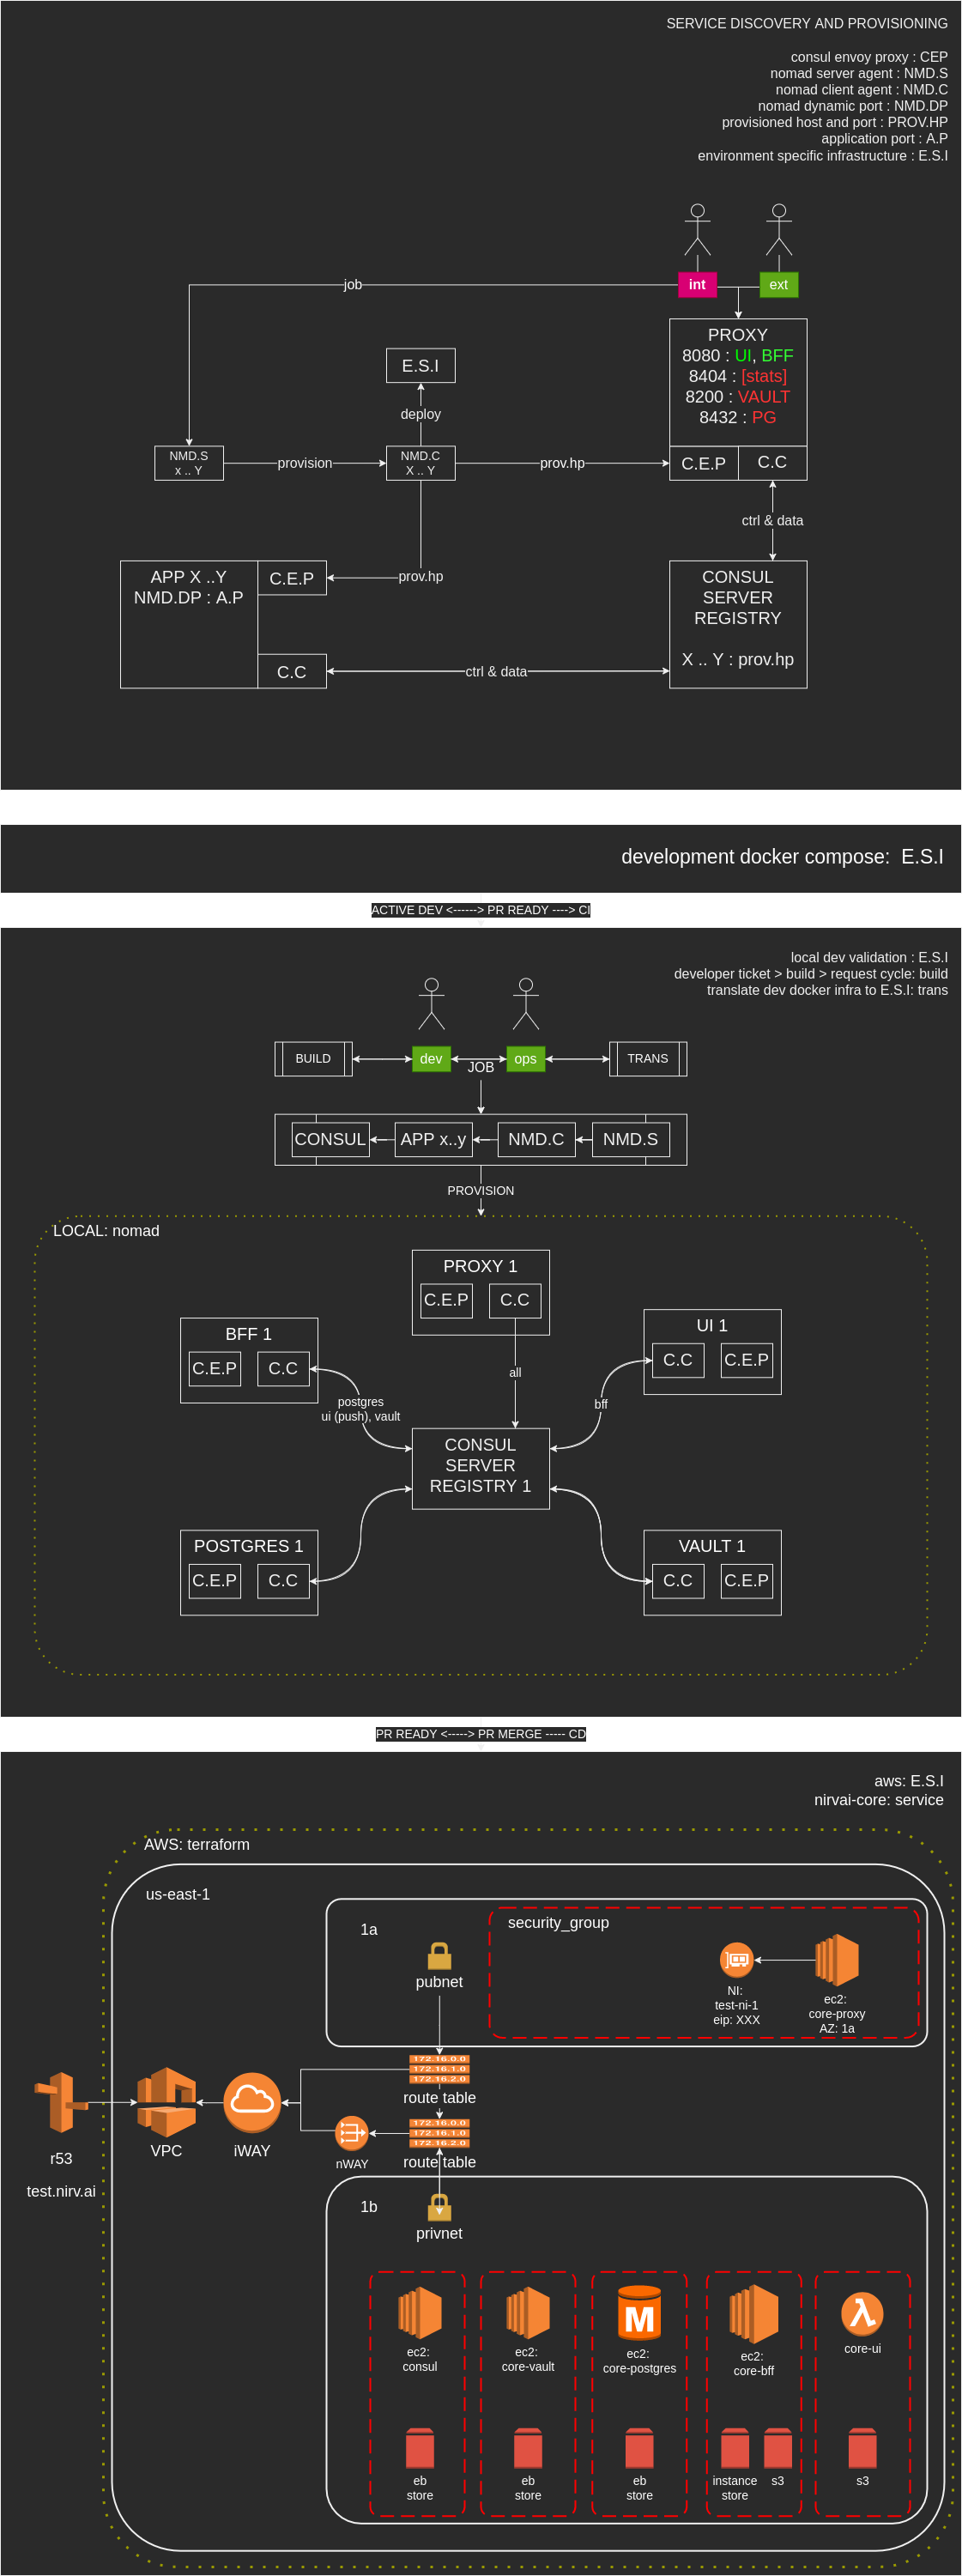 SERVICE DISCOVERY AND PROVISIONING
consul envoy proxy : CEP
nomad server agent : NMD.S
nomad client agent : NMD.C
nomad dynamic port : NMD.DP
provisioned host and port : PROV.HP
application port : A.P
environment specific infrastructure : E.S.I
int
ext
job
PROXY
8080 : UI, BFF
8404 : [stats]
8200 : VAULT
8432 : PG
E.S.I
deploy
NMD.S
x .. Y
provision
NMD.C
X .. Y
prov.hp
C.E.P
C.C
ctrl & data
APP X ..Y
NMD.DP : A.P
C.E.P
prov.hp
C.C
ctrl & data
CONSUL
SERVER
REGISTRY
X .. Y : prov.hp
development docker compose:  E.S.I
ACTIVE DEV <------> PR READY ----> CI
local dev validation : E.S.I
developer ticket > build > request cycle: build
translate dev docker infra to E.S.I: trans
BUILD
dev
JOB
ops
TRANS
CONSUL
APP x..y
NMD.C
NMD.S
PROVISION
LOCAL: nomad
PROXY 1
C.E.P
C.C
BFF 1
C.E.P
C.C
UI 1
C.C
C.E.P
all
postgres
ui (push), vault
bff
CONSUL
SERVER
REGISTRY 1
POSTGRES 1
C.E.P
C.C
VAULT 1
C.C
C.E.P
PR READY <-----> PR MERGE ----- CD
aws: E.S.I
nirvai-core: service
AWS: terraform
us-east-1
1a
pubnet
security_group
NI:
test-ni-1
eip: XXX
ec2:
core-proxy
AZ: 1a
172.16.0.0
172.16.1.0
172.16.2.0
route table
172.16.0.0
172.16.1.0
172.16.2.0
route table
r53
test.nirv.ai
VPC
iWAY
nWAY
1b
privnet
ec2:
consul
ec2:
core-vault
M
ec2:
core-postgres
ec2:
core-bff
core-ui
eb
store
eb
store
eb
store
instance
store
s3
s3